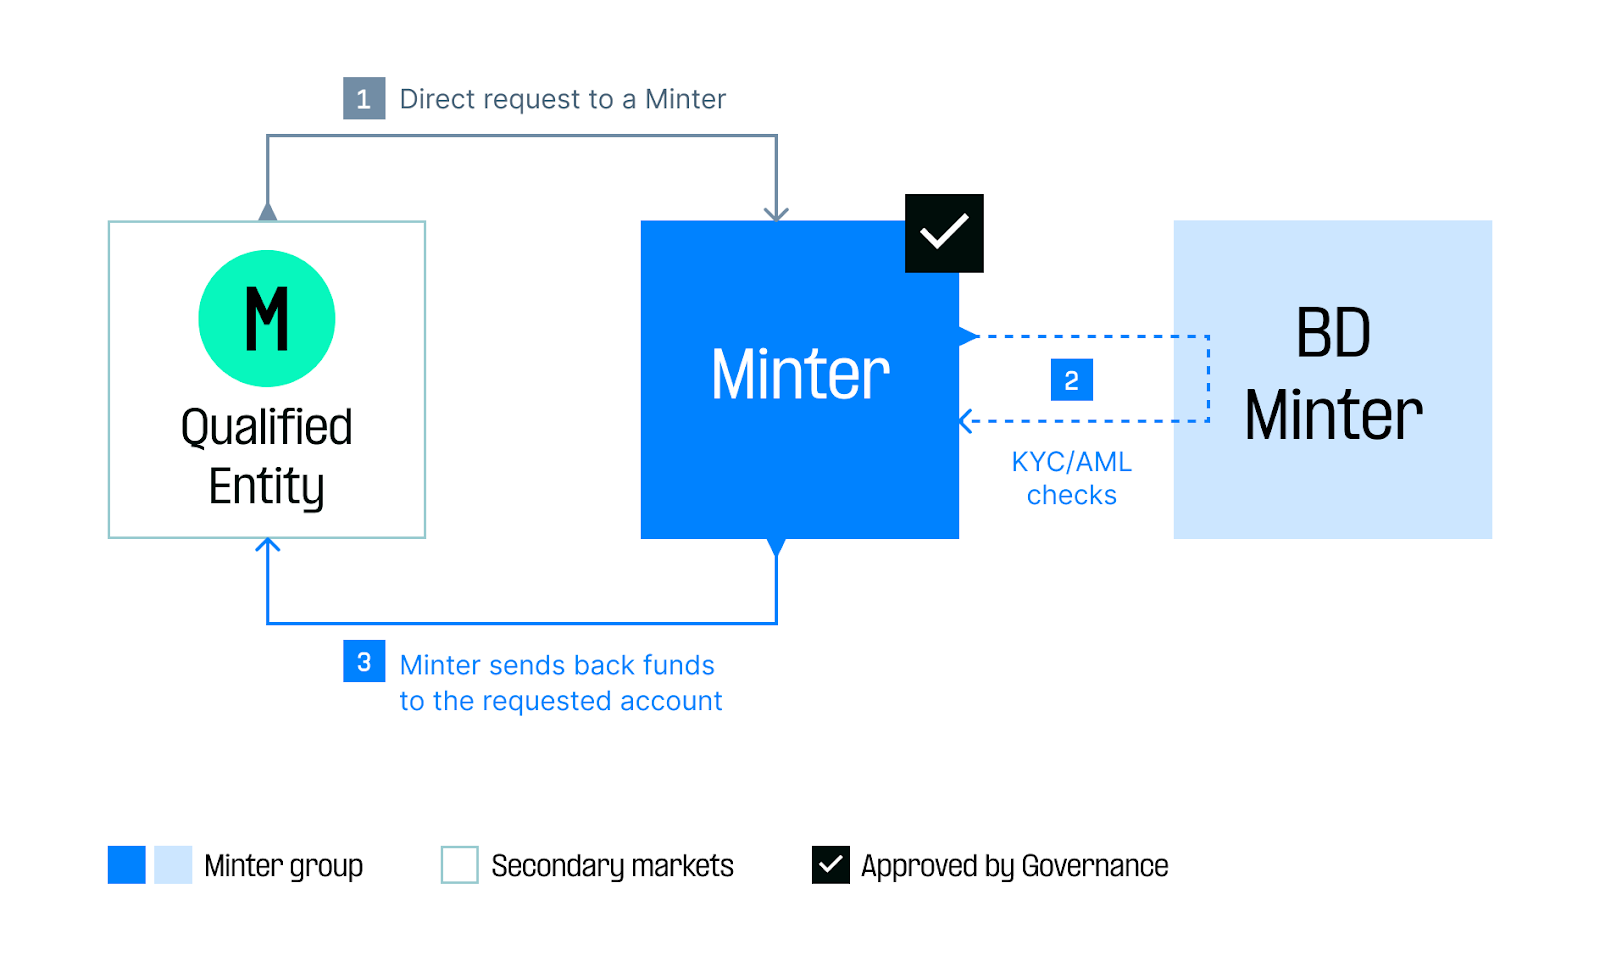 1 Direct request to a Minter
M
Qualified
Entity
Minter
2
KYC/AML
checks
BD
Minter
3 Minter sends back funds
to the requested account
Minter group
Secondary markets
Approved by Governance